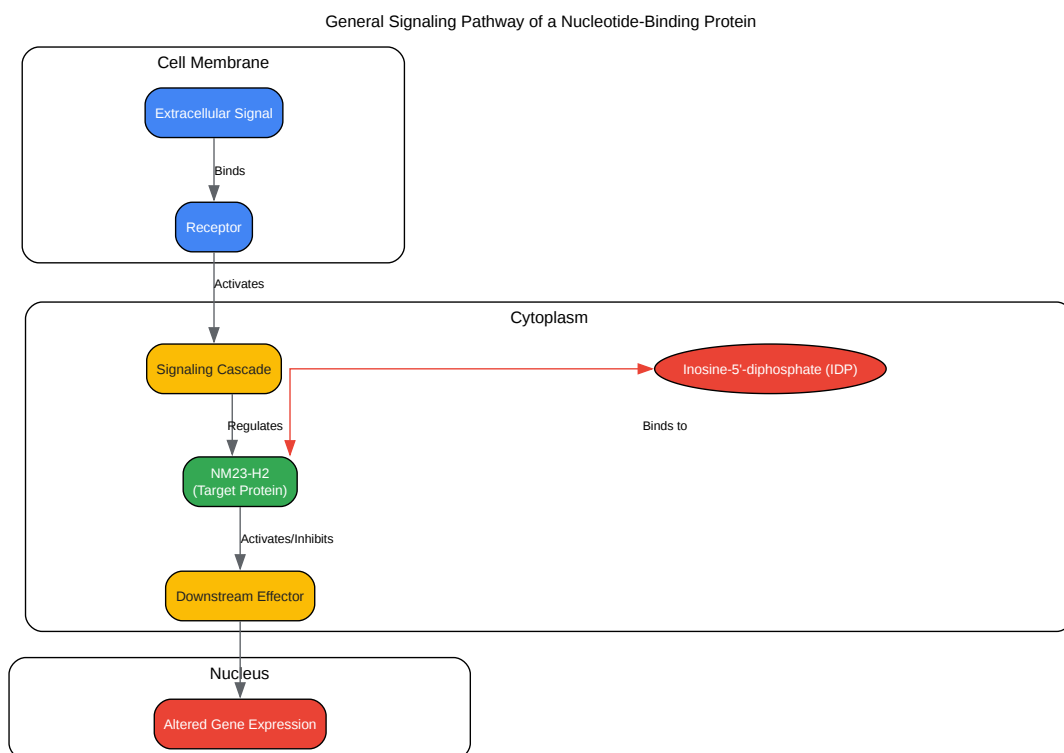 General Signaling Pathway of a Nucleotide-Binding Protein
Cell Membrane
Extracellular Signal
Binds
Receptor
Activates
Cytoplasm
Signaling Cascade
Inosine-5'-diphosphate (IDP)
Regulates
Binds to
NM23-H2
(Target Protein)
Activates/Inhibits
Downstream Effector
Nucleus
Altered Gene Expression